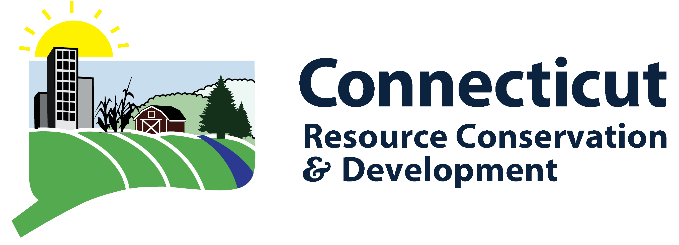 Connecticut
Resource Conservation
& Development